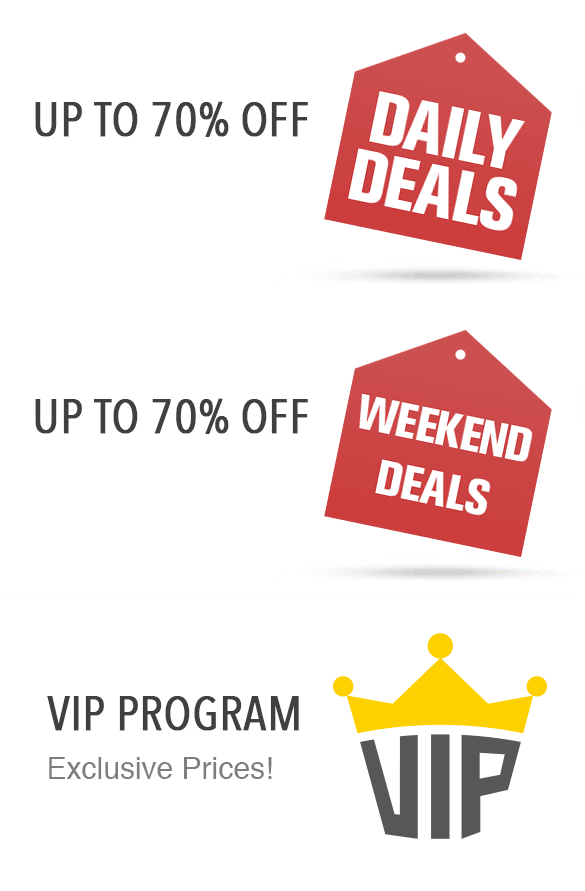 UP TO 70% OFF
DAILY
DEALS
UP TO 70% OFF
WEEKEND
DEALS
VIP PROGRAM
Exclusive Prices!
VIP